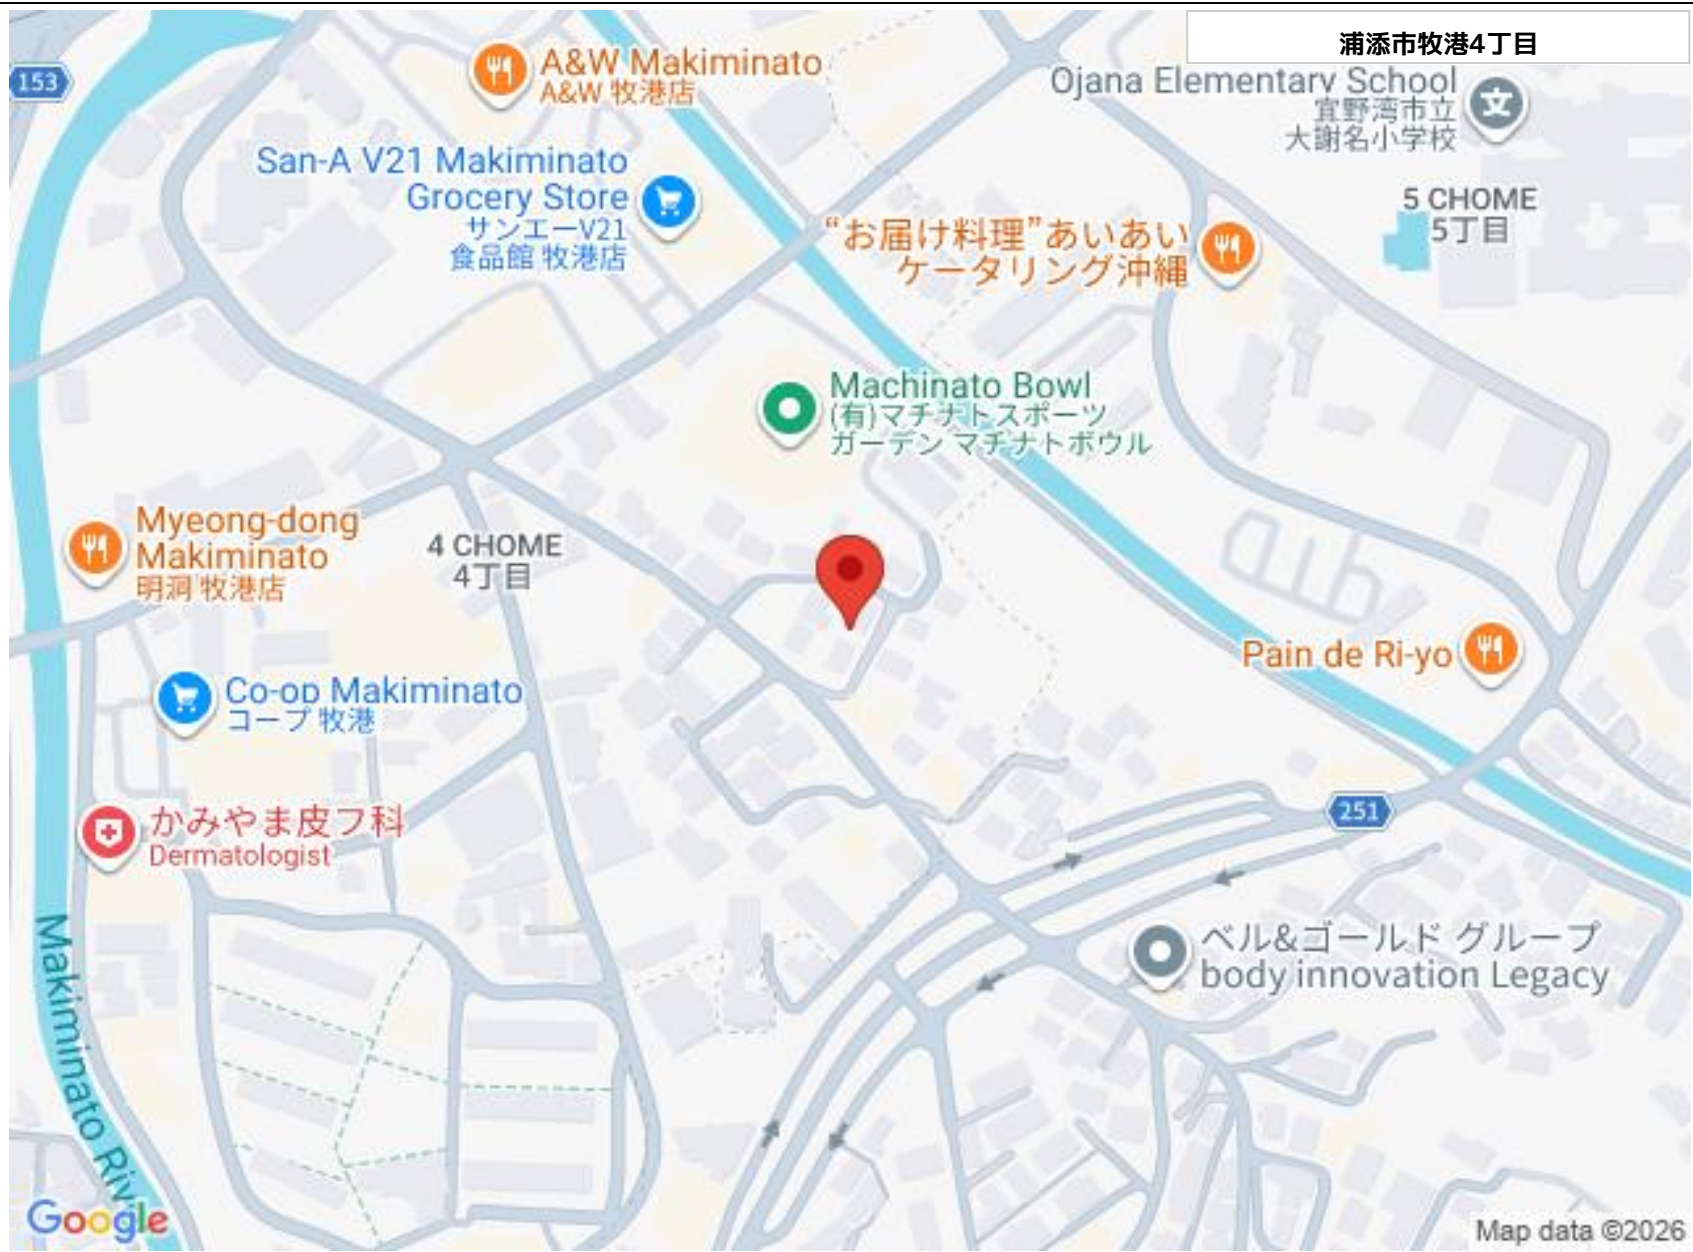 浦添市牧港4丁目
153
A&W Makiminato
A&W 牧港店
Ojana Elementary School
宜野湾市立
大謝名小学校
San-A V21 Makiminato
Grocery Store
サンエーV21
食品館 牧港店
5 CHOME
5丁目
“お届け料理”あいあい
ケータリング沖縄
Machinato Bowl
(有)マチナトスポーツ
ガーデン マチナトボウル
Myeong-dong
Makiminato
明洞 牧港店
4 CHOME
4丁目
Pain de Ri-yo
Co-op Makiminato
コープ 牧港
251
かみやま皮フ科
Dermatologist
ベル&ゴールド グループ
body innovation Legacy
Makiminato Riv
Google
Map data ©2026